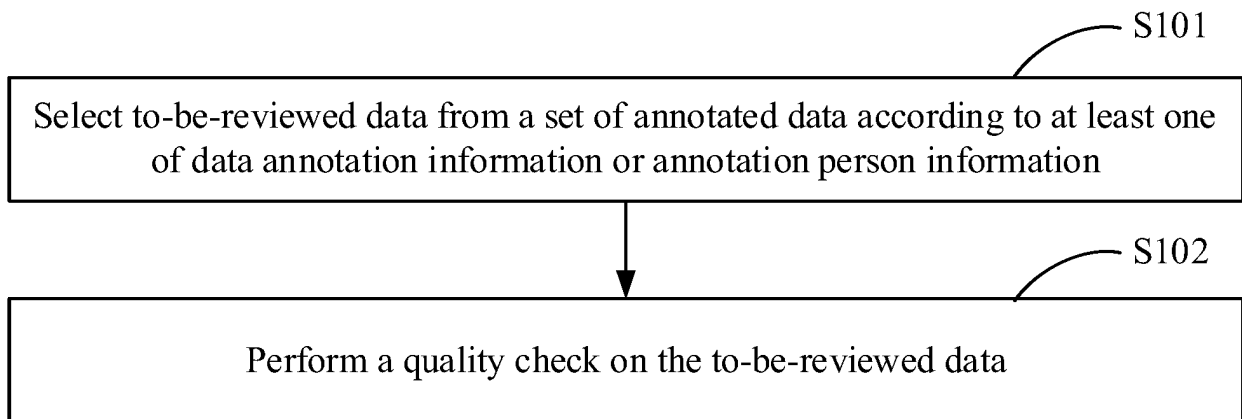 S101
Select to-be-reviewed data from a set of annotated data according to at least one
of data annotation information or annotation person information
S102
Perform a quality check on the to-be-reviewed data